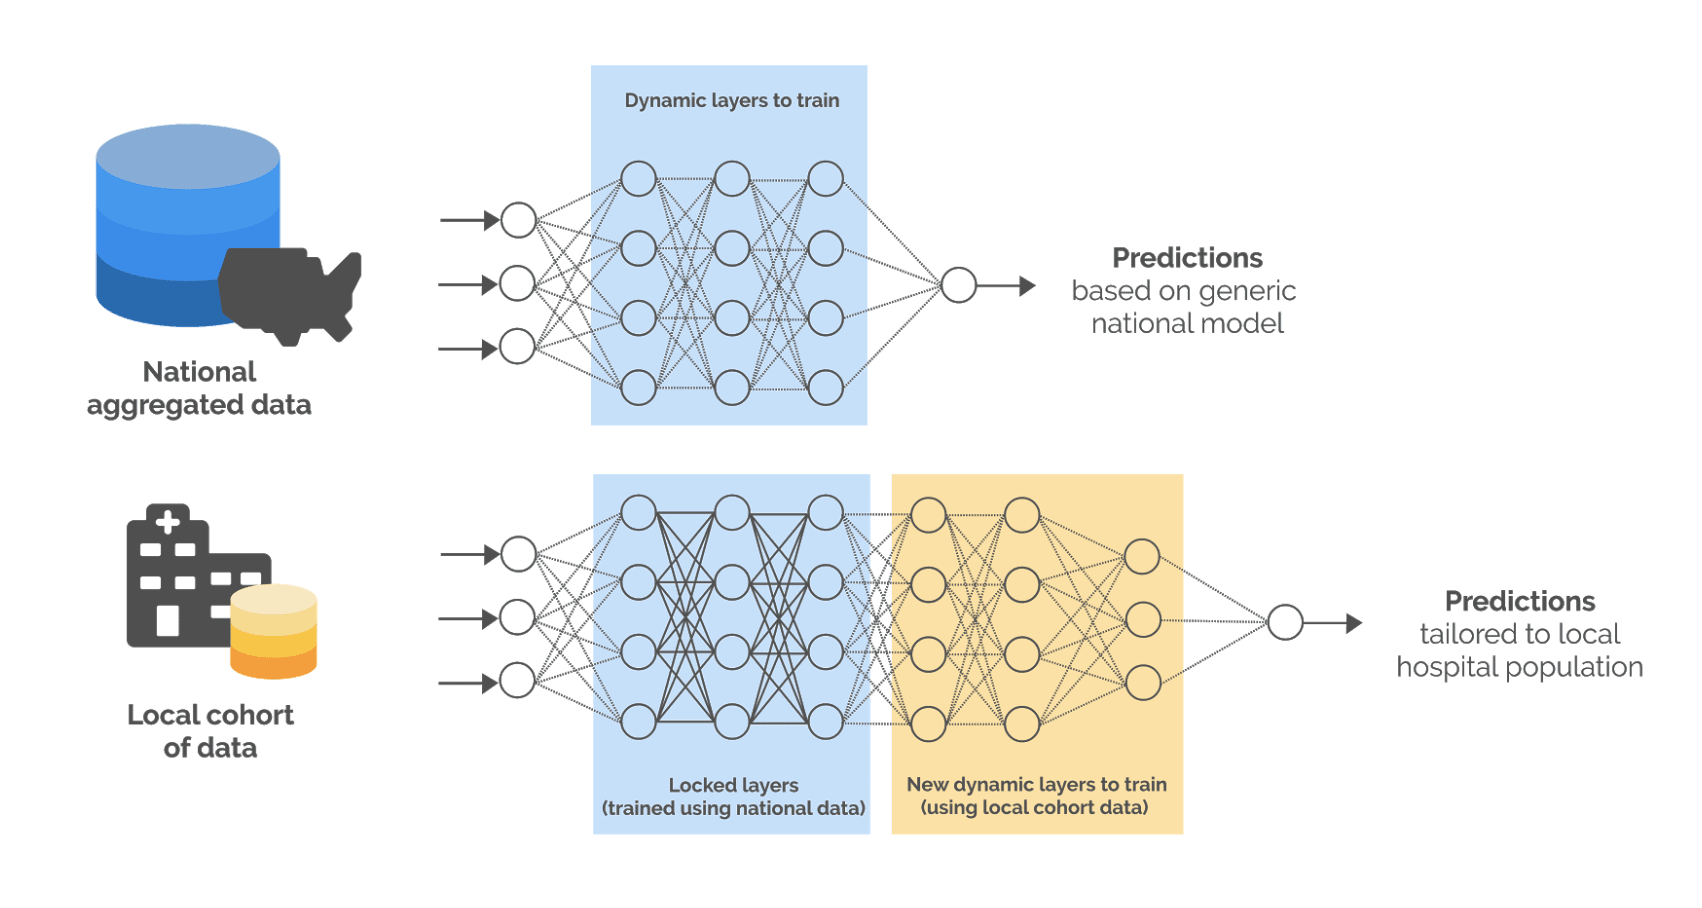 Dynamic layers to train
National
aggregated data
Predictions
based on generic
national model
Local cohort
of data
Locked layers
(trained using national data)
New dynamic layers to train
(using local cohort data)
Predictions
tailored to local
hospital population